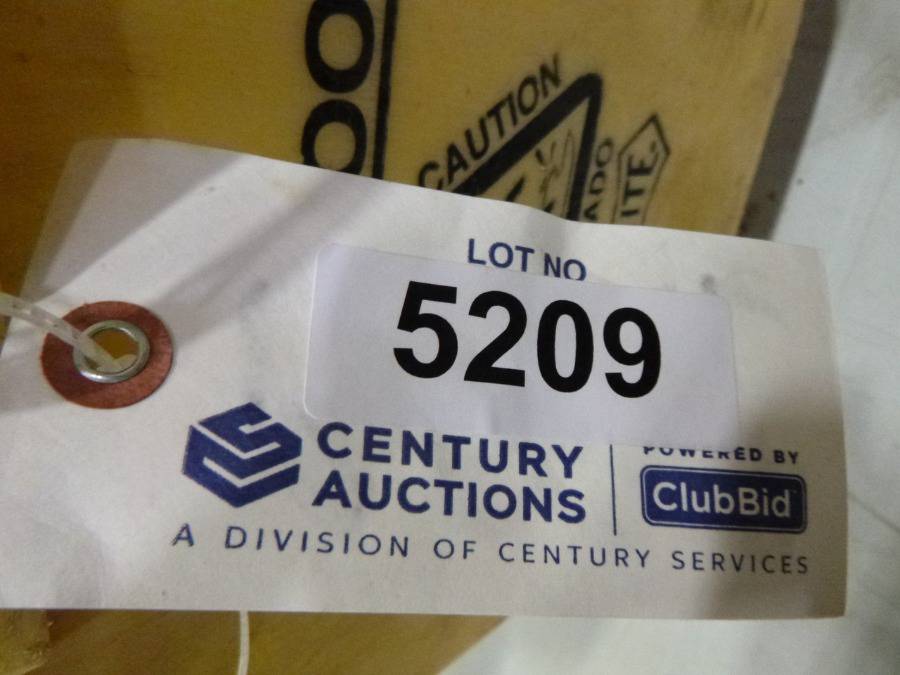 CAUTION
LOT NO
5209
CENTURY
AUCTIONS
POWERED BY
ClubBid
A DIVISION OF CENTURY SERVICES